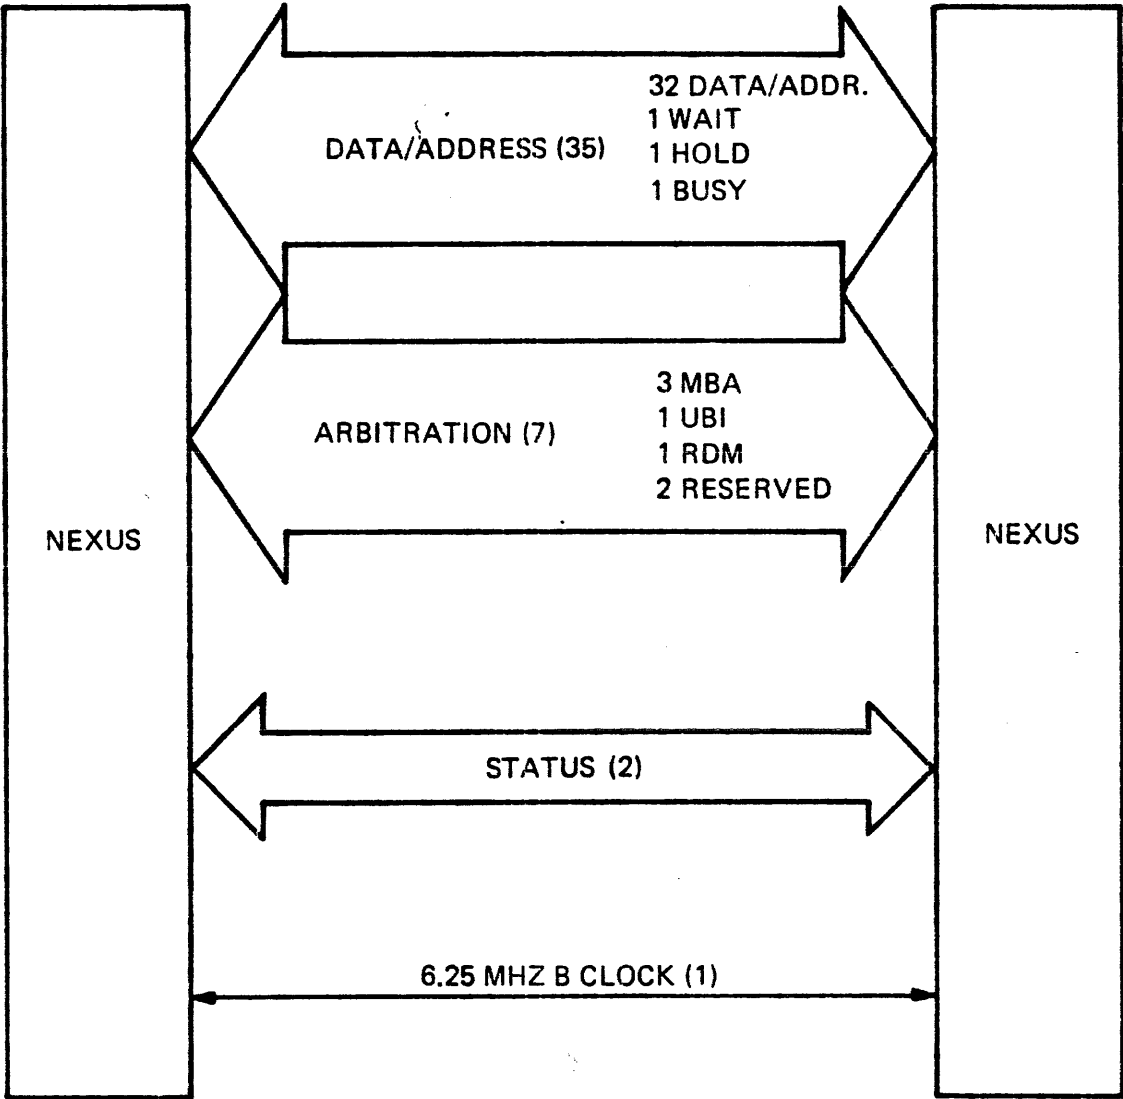 32 DATA/ADDR.
1 WAIT
DATA/ADDRESS (35)
1 HOLD
1 BUSY
3 MBA
1 UBI
ARBITRATION (7)
1 RDM
2 RESERVED
NEXUS
NEXUS
STATUS (2)
6.25 MHZ B CLOCK (1)